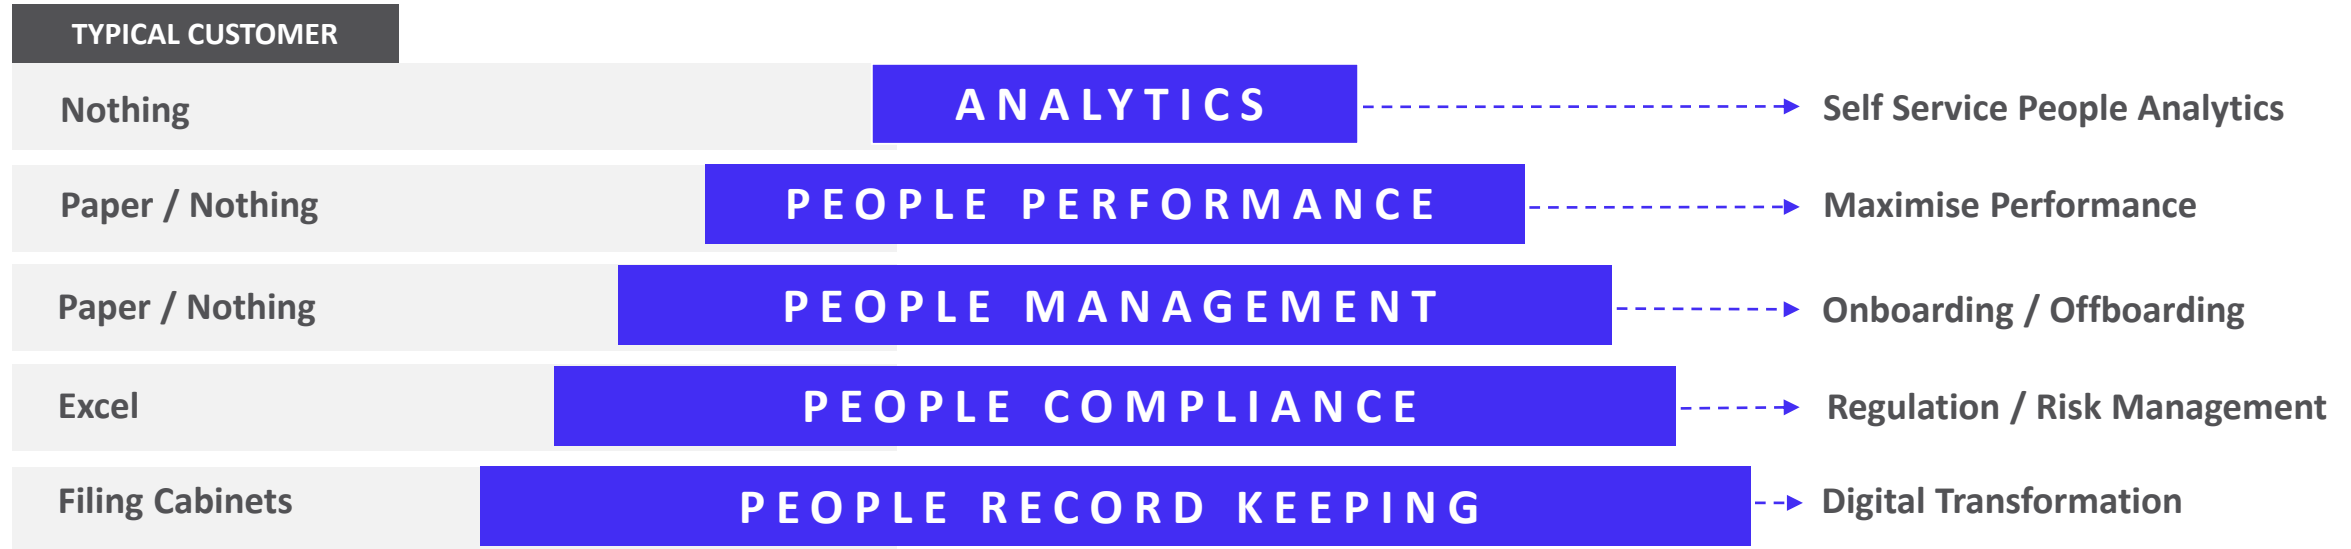 TYPICAL CUSTOMER
Nothing
ANALYTICS
Self Service People Analytics
Paper / Nothing
PEOPLE PERFORMANCE
Maximise Performance
Paper / Nothing
PEOPLE MANAGEMENT
Onboarding / Offboarding
Excel
PEOPLE COMPLIANCE
Regulation / Risk Management
Filing Cabinets
PEOPLE RECORD KEEPING
Digital Transformation